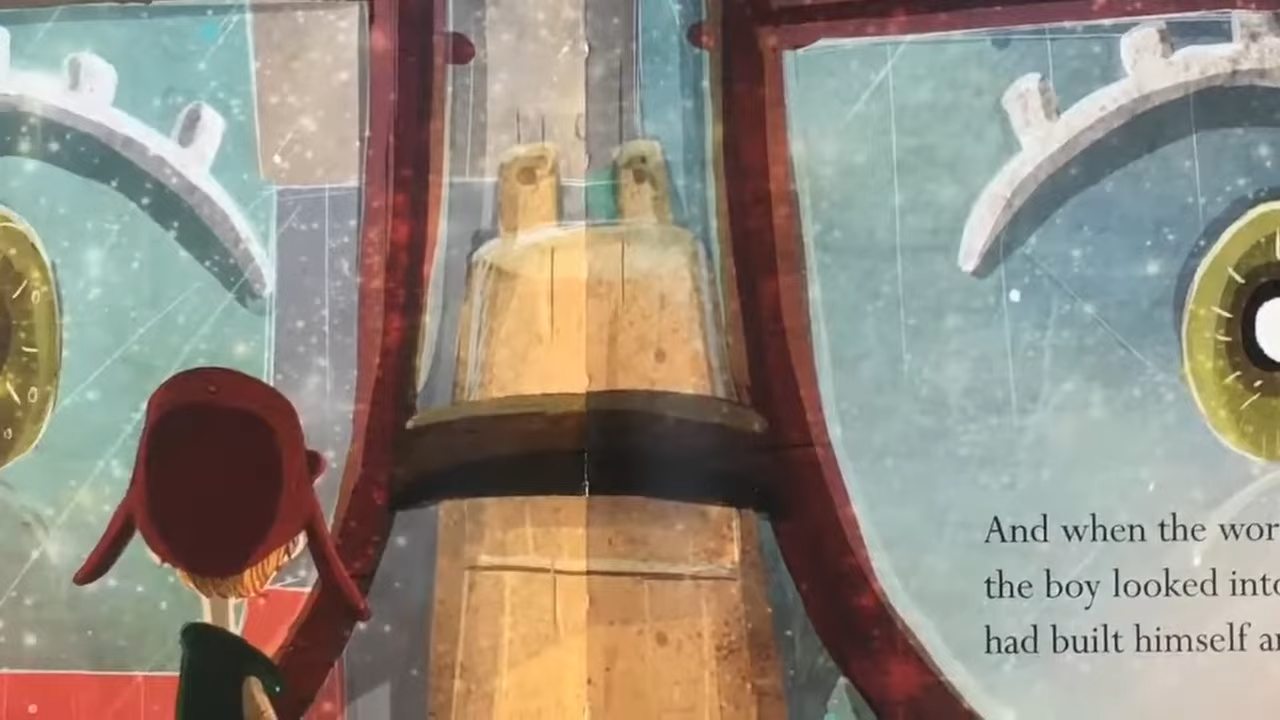 And when the
the boy looked
had built himself